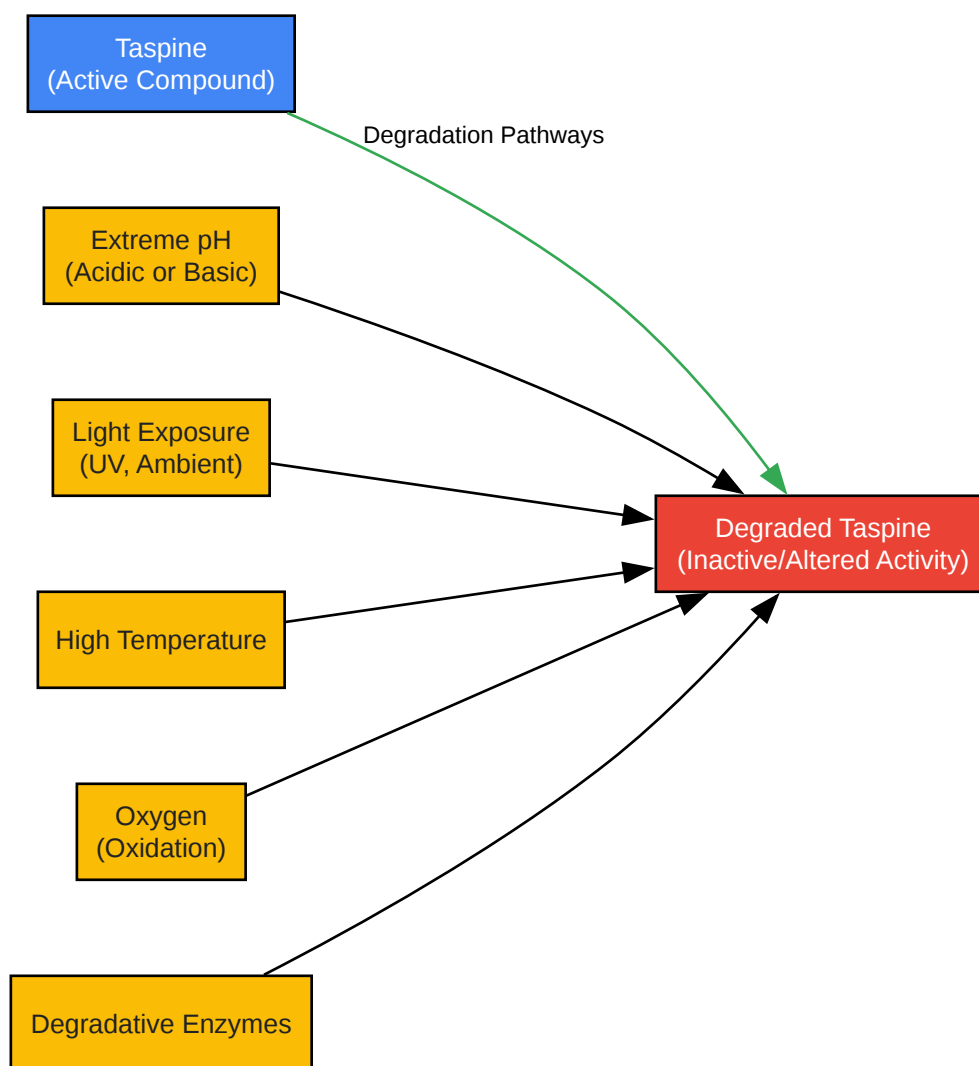 Taspine
(Active Compound)
Degradation Pathways
Extreme pH
(Acidic or Basic)
Light Exposure
(UV, Ambient)
Degraded Taspine
(Inactive/Altered Activity)
High Temperature
Oxygen
(Oxidation)
Degradative Enzymes